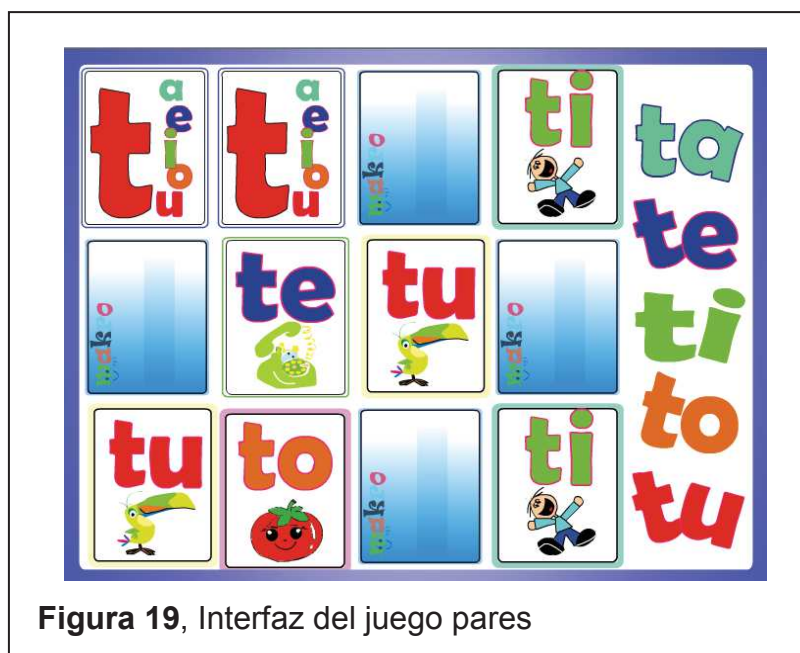 t
a
e
i
o
u
t
a
e
i
o
u
ti
te
tu
tu
to
ti
ta
te
ti
to
tu
Figura 19, Interfaz del juego pares